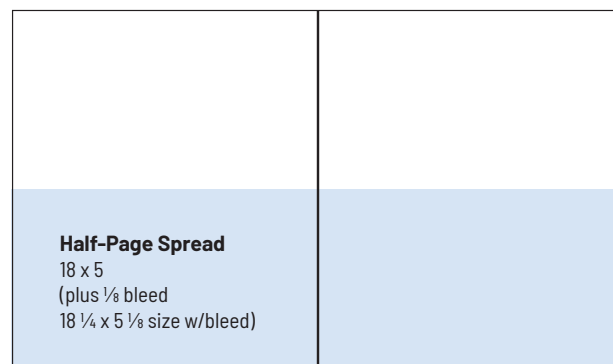 Half-Page Spread
18 x 5
(plus ⅛ bleed
18 ¼ x 5 ⅛ size w/bleed)